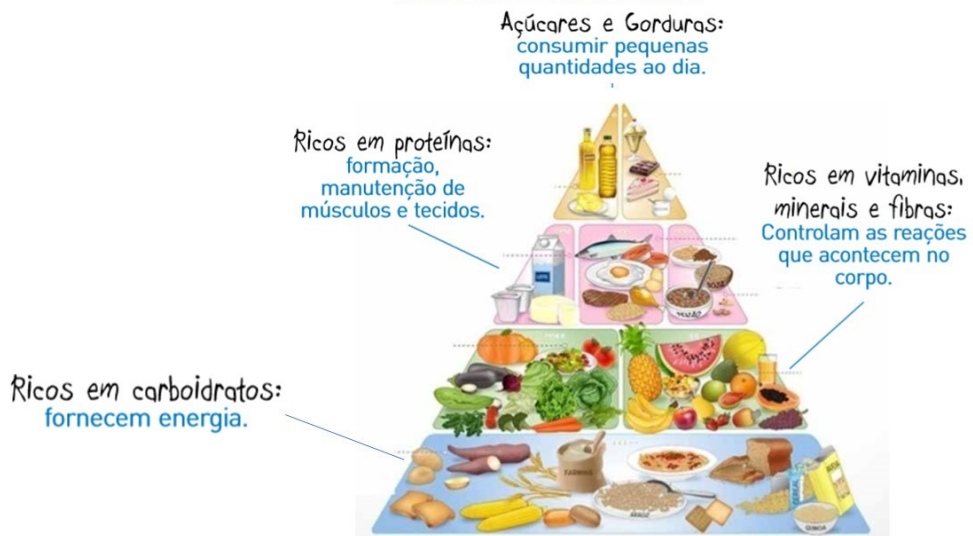 Açúcares e Gorduras:
consumir pequenas
quantidades ao dia.
Ricos em proteínas:
formação,
manutenção de
músculos e tecidos.
Ricos em vitaminas,
minerais e fibras:
Controlam as reações
que acontecem no
corpo.
Ricos em carboidratos:
fornecem energia.
FARINHA
ARROZ
CEREAL
QUINOA